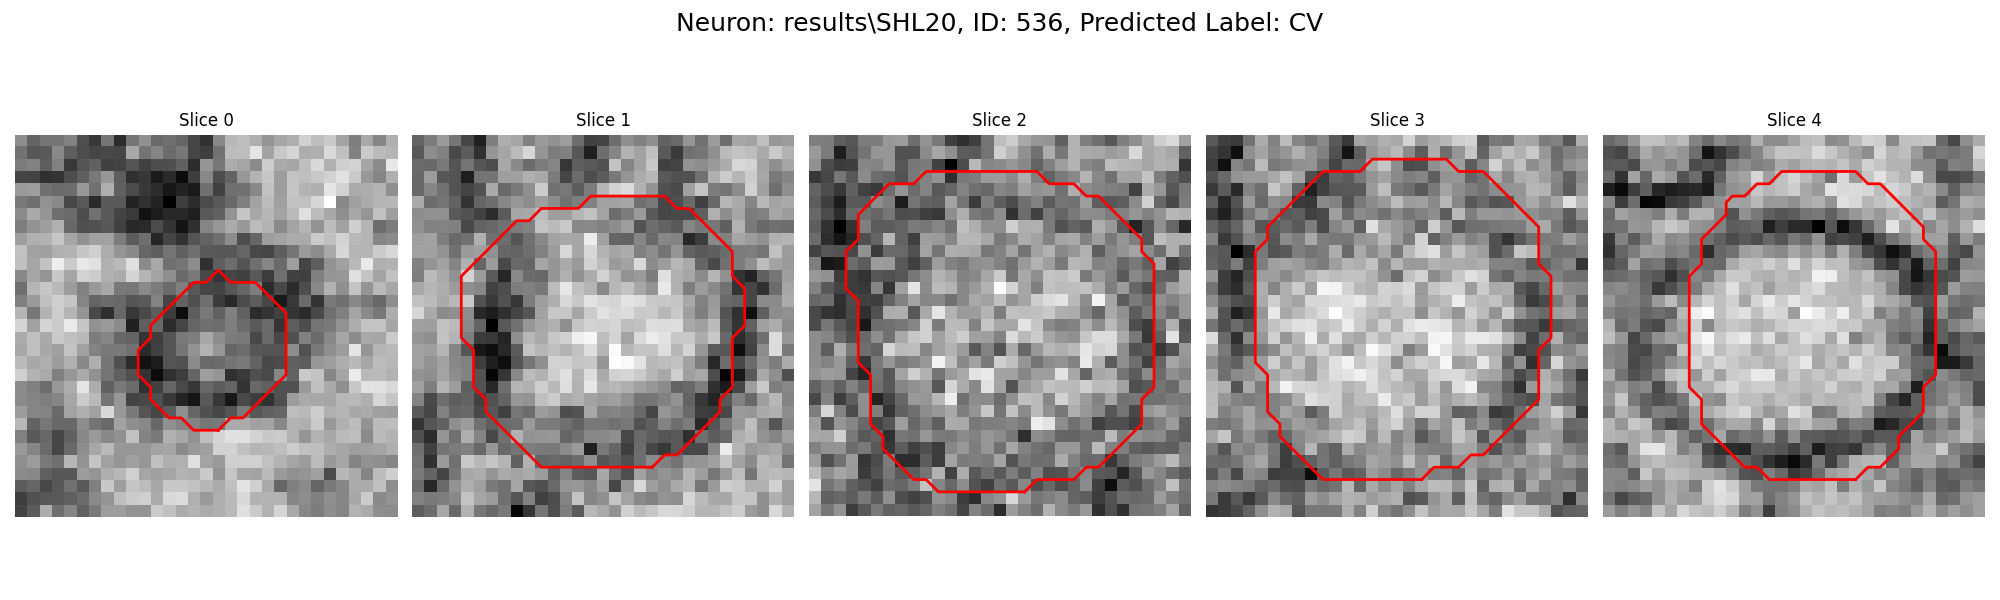 Neuron: results\SHL20, ID: 536, Predicted Label: CV
Slice 0
Slice 1
Slice 2
Slice 3
Slice 4